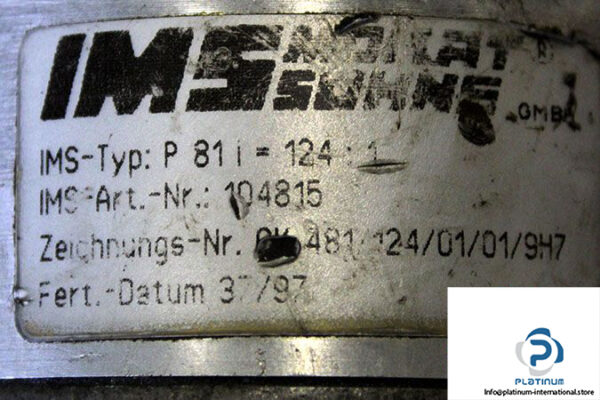 IMS MORAT
SÖHNE
GMBH
IMS-Typ: P 81 i = 124 : 1
IMS-Art.-Nr.: 104815
Zeichnungs-Nr. 481 124/01/01/9H7
Fert.-Datum 37/97
PLATINUM
Info@platinum-international.store